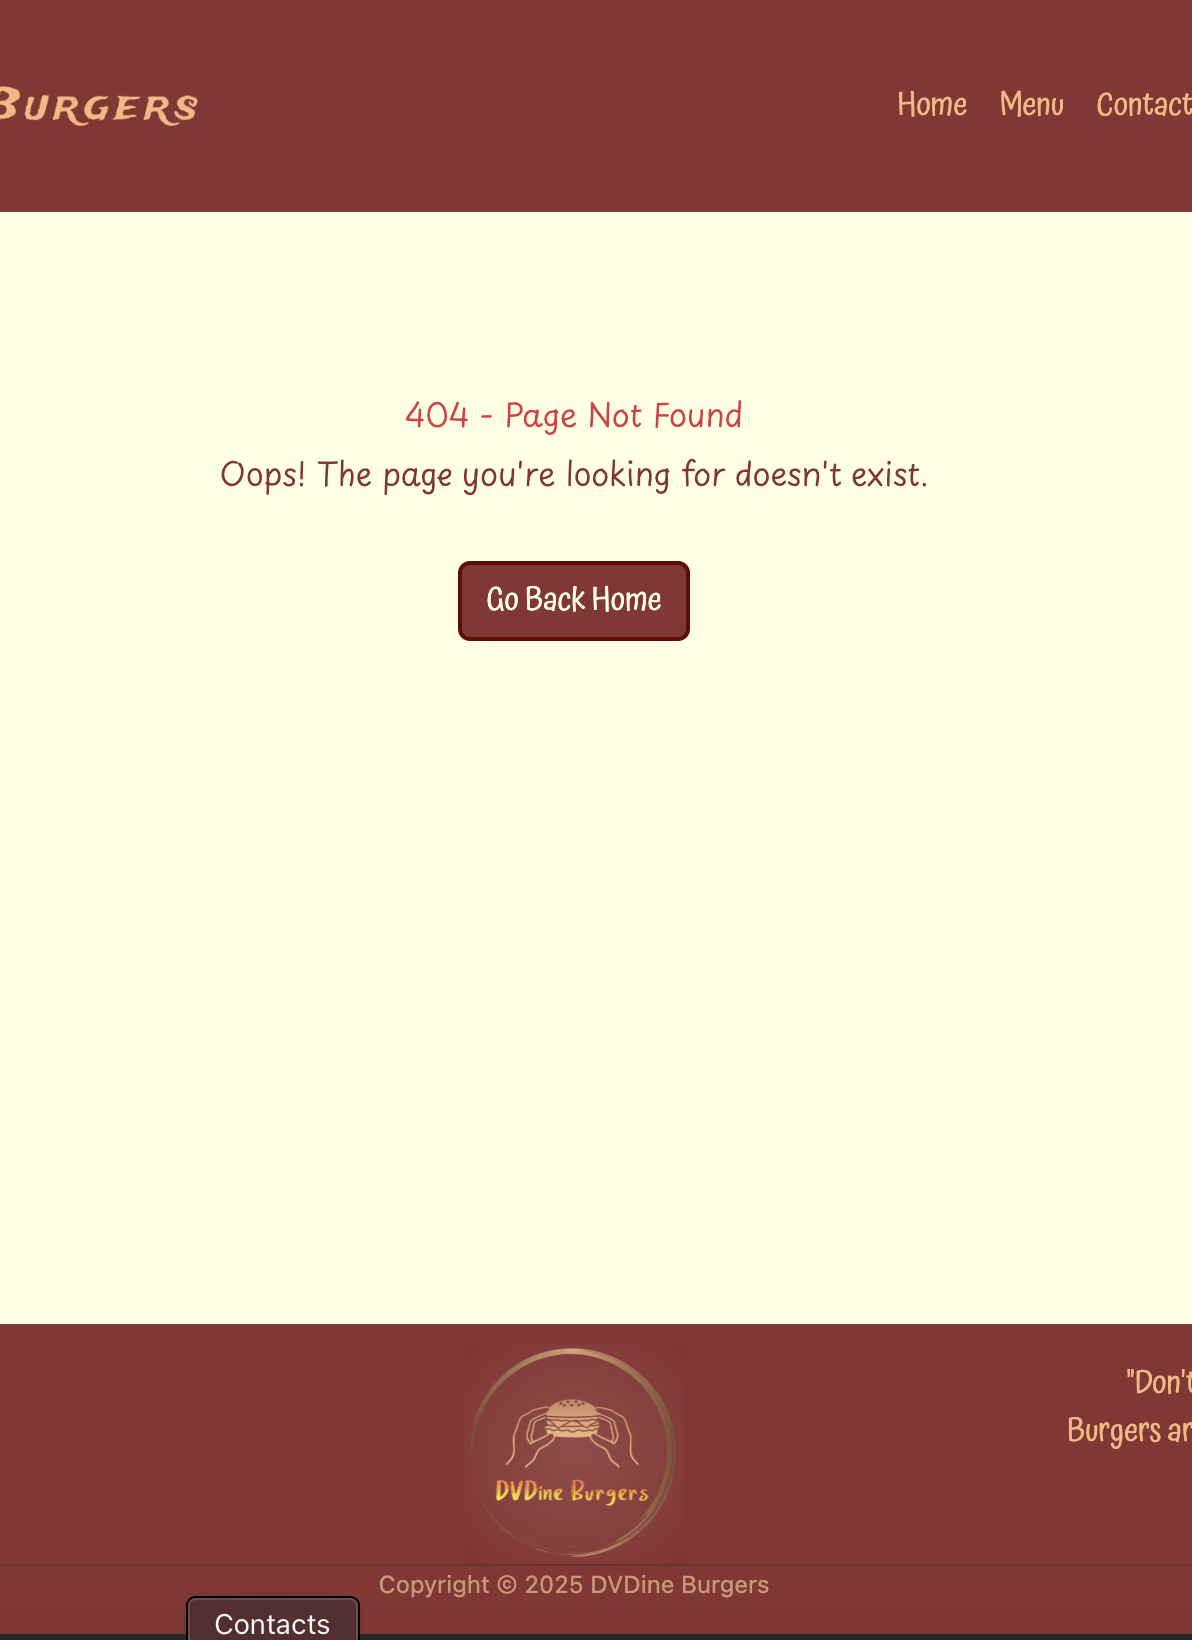 Burgers
Home Menu Contact
404 - Page Not Found
Oops! The page you're looking for doesn't exist.
Go Back Home
"Don't
Burgers ar
DVDine Burgers
Copyright © 2025 DVDine Burgers
Contacts